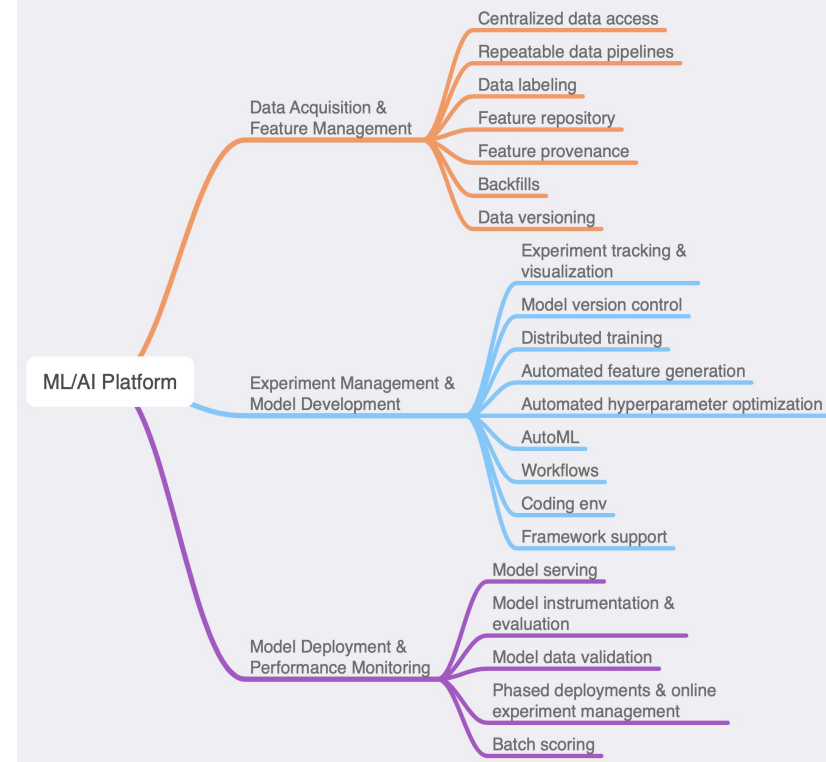 ML/AI Platform
Data Acquisition &
Feature Management
Centralized data access
Repeatable data pipelines
Data labeling
Feature repository
Feature provenance
Backfills
Data versioning
Experiment Management &
Model Development
Experiment tracking &
visualization
Model version control
Distributed training
Automated feature generation
Automated hyperparameter optimization
AutoML
Workflows
Coding env
Framework support
Model Deployment &
Performance Monitoring
Model serving
Model instrumentation &
evaluation
Model data validation
Phased deployments & online
experiment management
Batch scoring